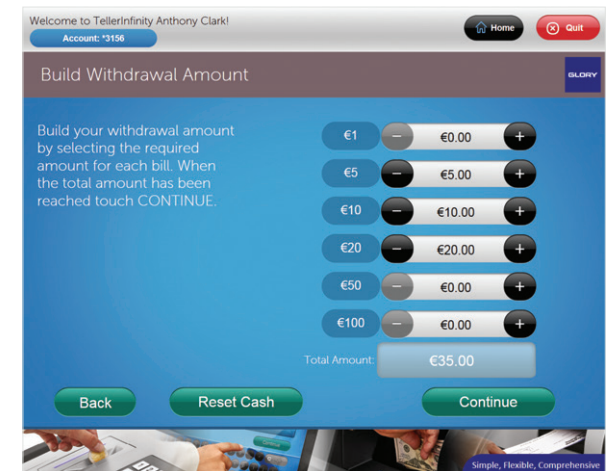 Welcome to TellerInfinity Anthony Clark!
Account: *3156
Home
Quit
Build Withdrawal Amount
GLORY
Build your withdrawal amount
by selecting the required
amount for each bill. When
the total amount has been
reached touch CONTINUE.
€1 − €0.00 +
€5 − €5.00 +
€10 − €10.00 +
€20 − €20.00 +
€50 − €0.00 +
€100 − €0.00 +
Total Amount: €35.00
Back
Reset Cash
Continue
Simple, Flexible, Comprehensive